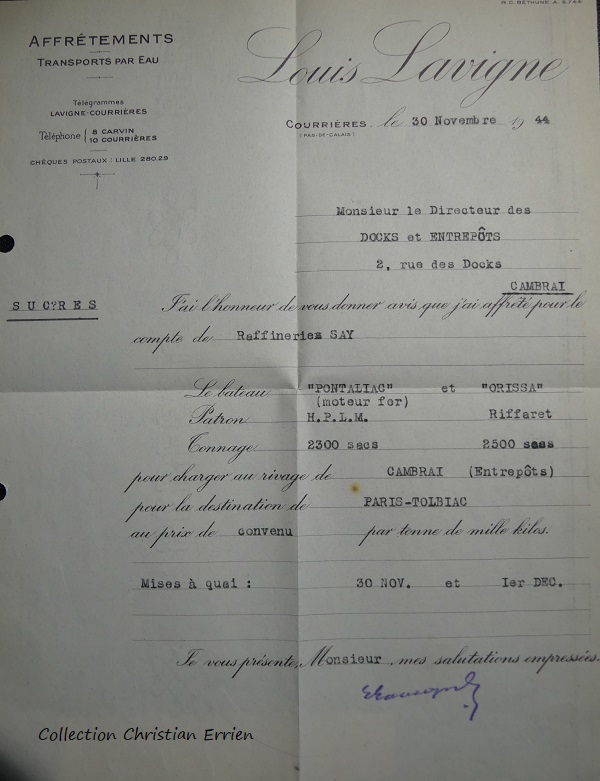 R.C. BÉTHUNE A. 5764
AFFRÊTEMENTS
TRANSPORTS PAR EAU
Télégrammes
LAVIGNE-COURRIÈRES
Téléphone { 8 CARVIN
10 COURRIÈRES
CHÈQUES POSTAUX : LILLE 280.29
Louis Lavigne
COURRIÈRES, le 30 Novembre 1944
(PAS-DE-CALAIS)
Monsieur le Directeur des
DOCKS et ENTREPÔTS
2, rue des Docks
CAMBRAI
SUCRES
J'ai l'honneur de vous donner avis que j'ai affrété pour le
compte de Raffineries SAY
Le bateau "PONTALIAC" et "ORISSA"
(moteur fer)
Patron H.P.L.M. Riffaret
Tonnage 2300 sacs 2500 sacs
pour charger au rivage de CAMBRAI (Entrepôts)
pour la destination de PARIS-TOLBIAC
au prix de convenu par tonne de mille kilos.
Mises à quai : 30 NOV. et Ier DEC.
Je vous présente, Monsieur, mes salutations empressées.
Collection Christian Errien